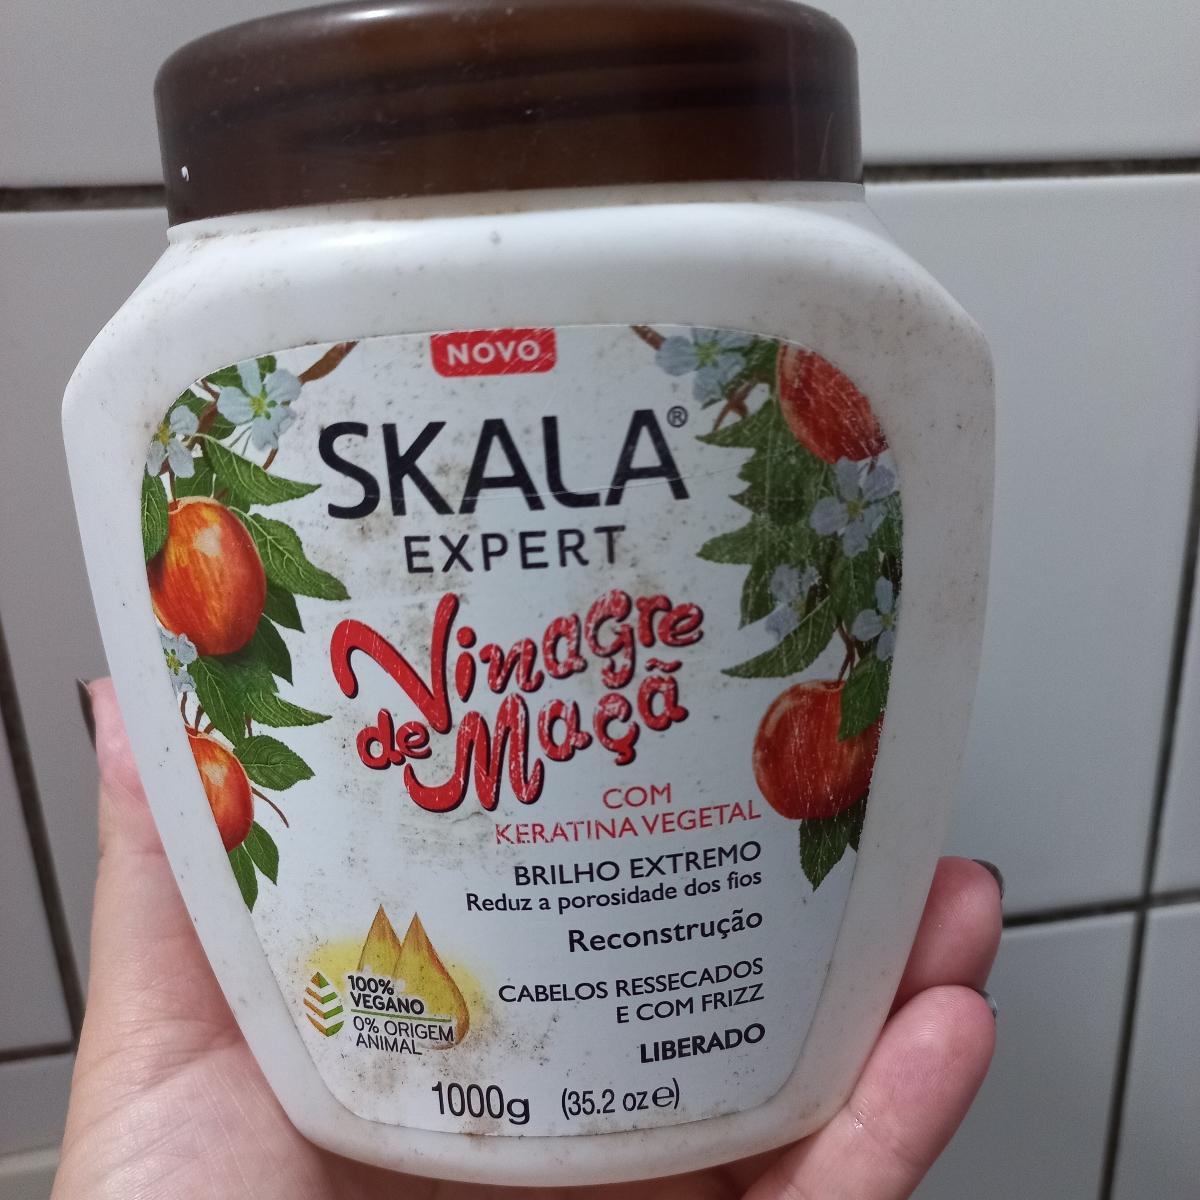 NOVO
SKALA®
EXPERT
Vinagre
de Maçã
COM
KERATINA VEGETAL
BRILHO EXTREMO
Reduz a porosidade dos fios
Reconstrução
CABELOS RESSECADOS
E COM FRIZZ
LIBERADO
100%
VEGANO
0% ORIGEM
ANIMAL
1000g (35.2 oz℮)